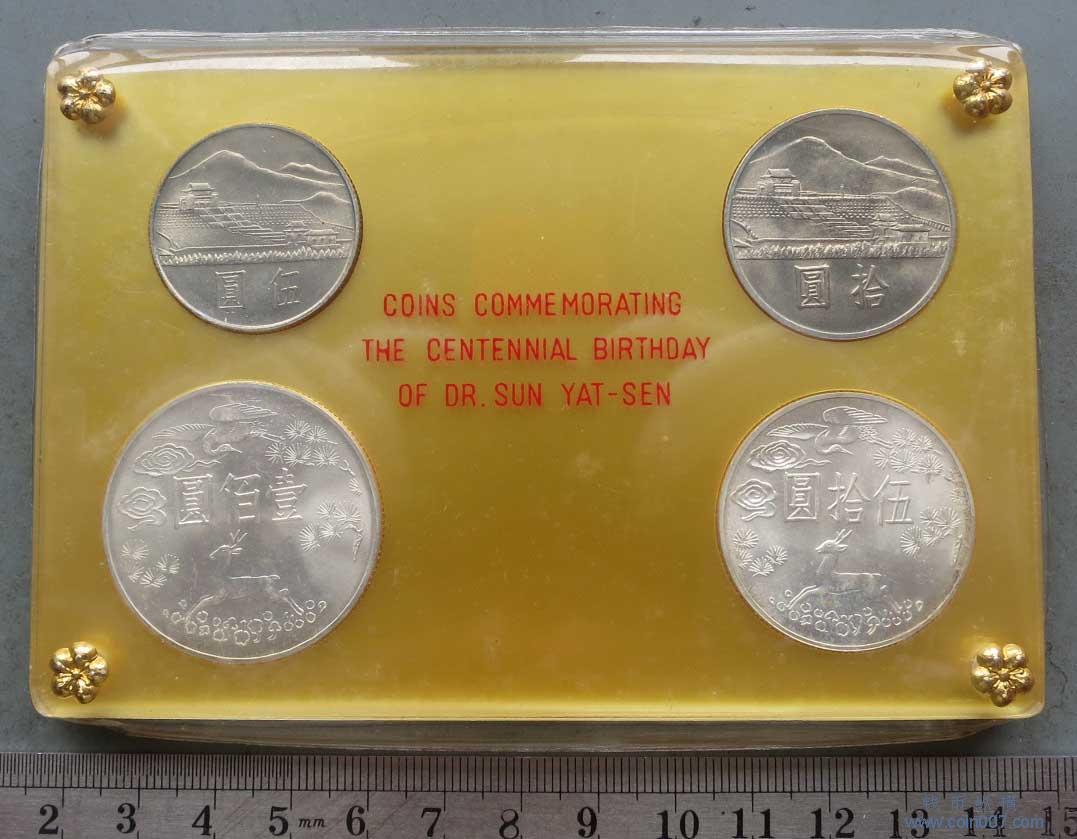 圓伍
圓拾
COINS COMMEMORATING
THE CENTENNIAL BIRTHDAY
OF DR. SUN YAT-SEN
圓佰壹
圓拾伍
2 3 4 5 mm 6 7 8 9 10 11 12 13 14 15
www.coin007.com